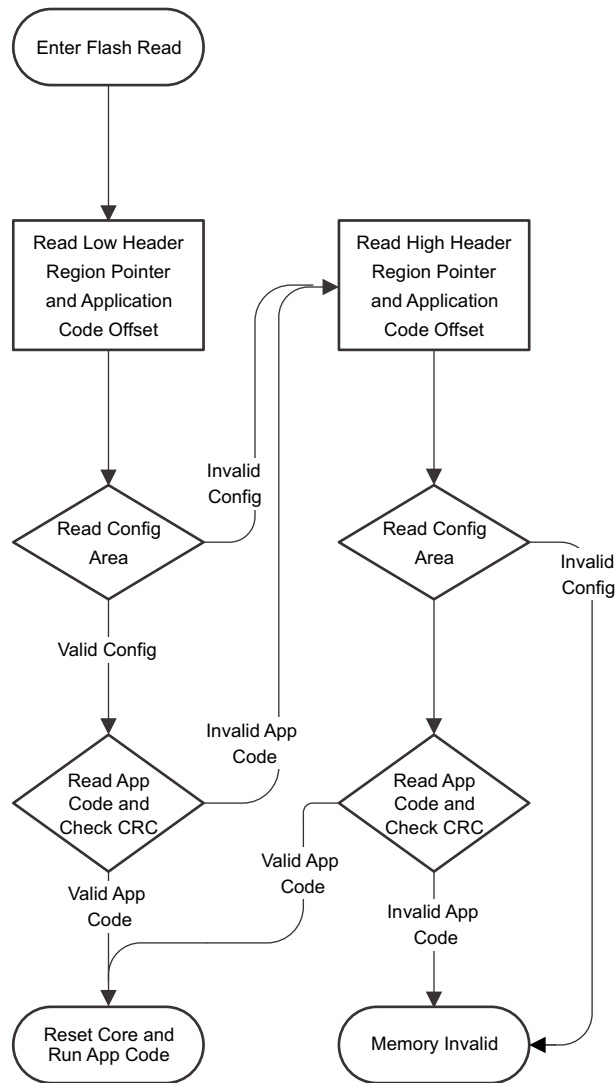 Enter Flash Read
Read Low Header
Region Pointer
and Application
Code Offset
Read High Header
Region Pointer
and Application
Code Offset
Invalid
Config
Read Config
Area
Read Config
Area
Invalid
Config
Valid Config
Invalid App
Code
Read App
Code and
Check CRC
Read App
Code and
Check CRC
Valid App
Code
Valid App
Code
Invalid App
Code
Reset Core and
Run App Code
Memory Invalid